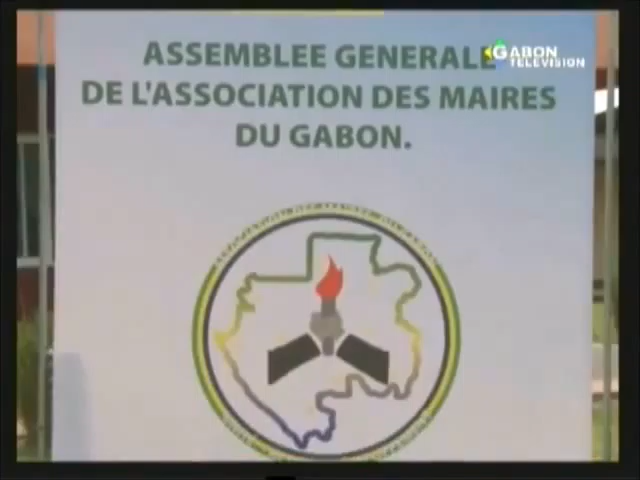 ASSEMBLEE GENERALE
DE L'ASSOCIATION DES MAIRES
DU GABON.
GABON
TELEVISION